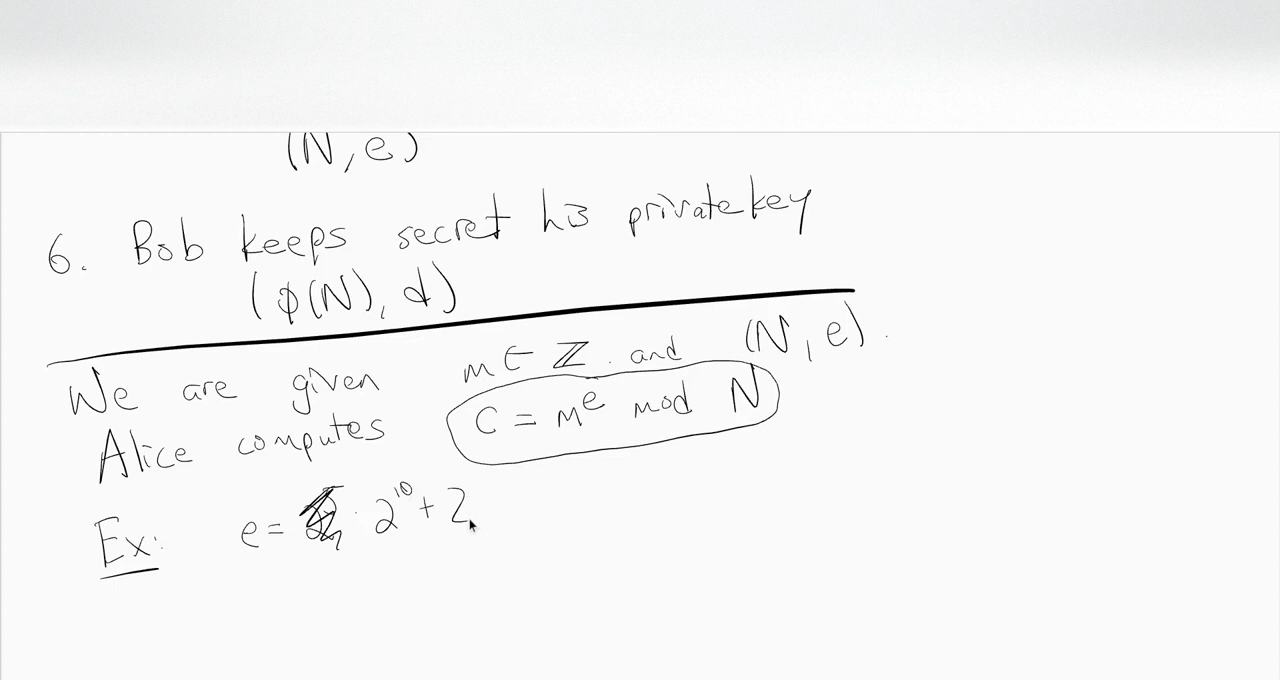 (N, e)
6. Bob keeps secret his private key
(φ(N), d)
We are given m ∈ ℤ. and (N, e).
Alice computes C = m^e mod N
Ex: e = 2^10 + 2